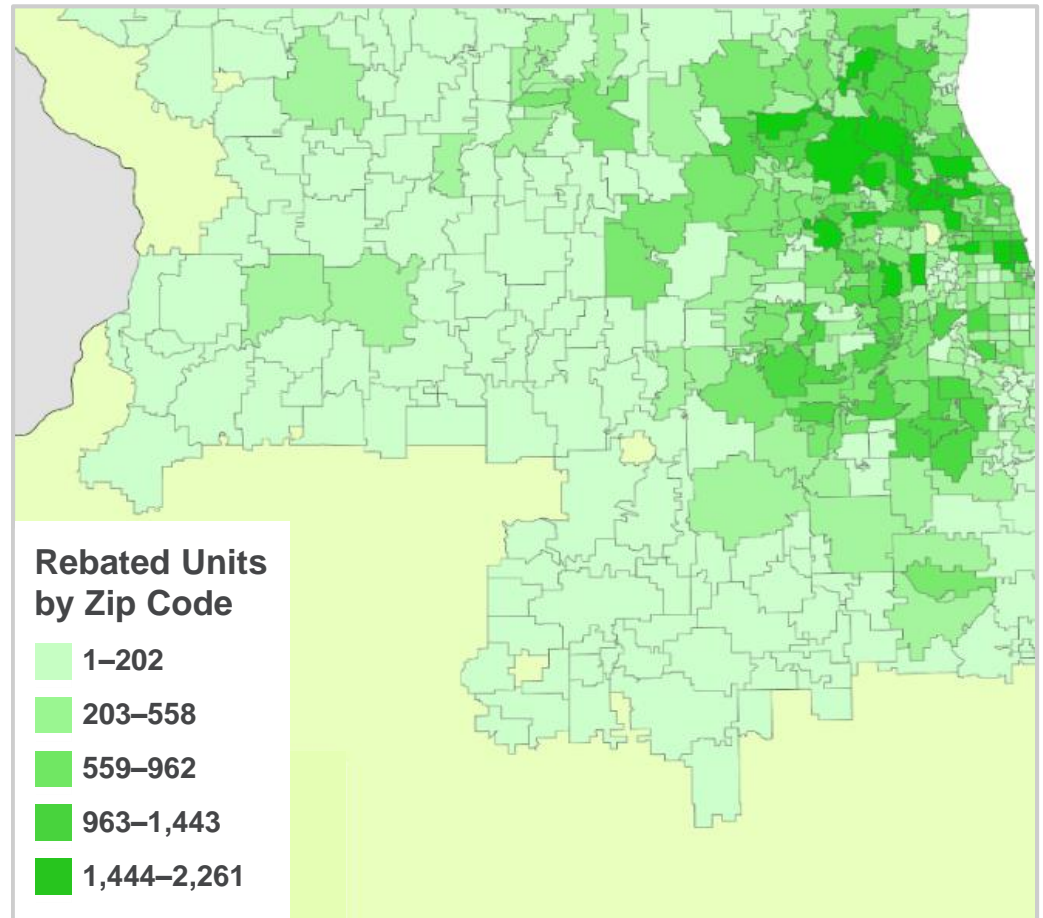 Rebated Units
by Zip Code
1–202
203–558
559–962
963–1,443
1,444–2,261